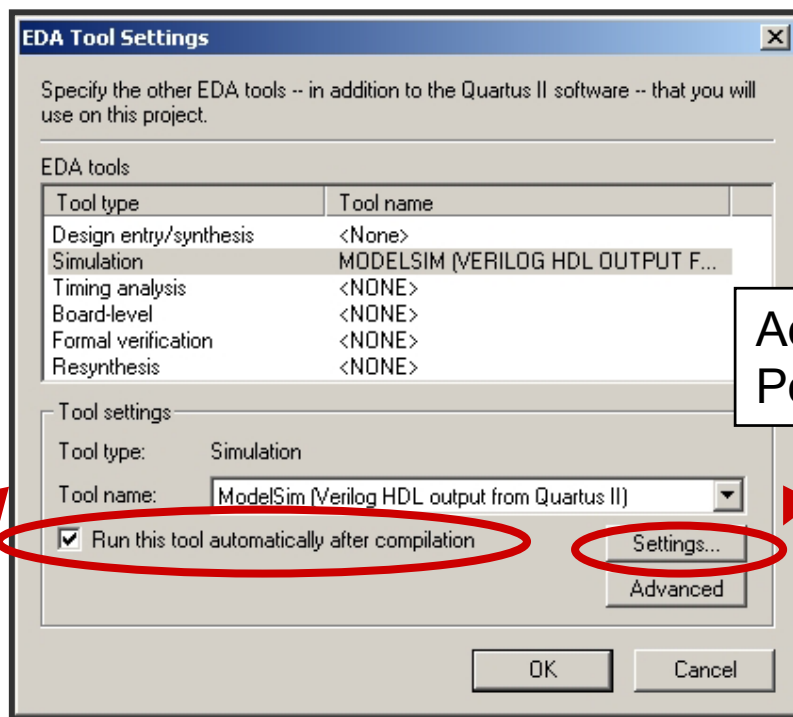 EDA Tool Settings
Specify the other EDA tools -- in addition to the Quartus II software -- that you will
use on this project.
EDA tools
Tool type Tool name
Design entry/synthesis <None>
Simulation MODELSIM (VERILOG HDL OUTPUT F...
Timing analysis <NONE>
Board-level <NONE>
Formal verification <NONE>
Resynthesis <NONE>
Tool settings
Tool type: Simulation
Tool name: ModelSim (Verilog HDL output from Quartus II)
Run this tool automatically after compilation
Settings...
Advanced
OK Cancel